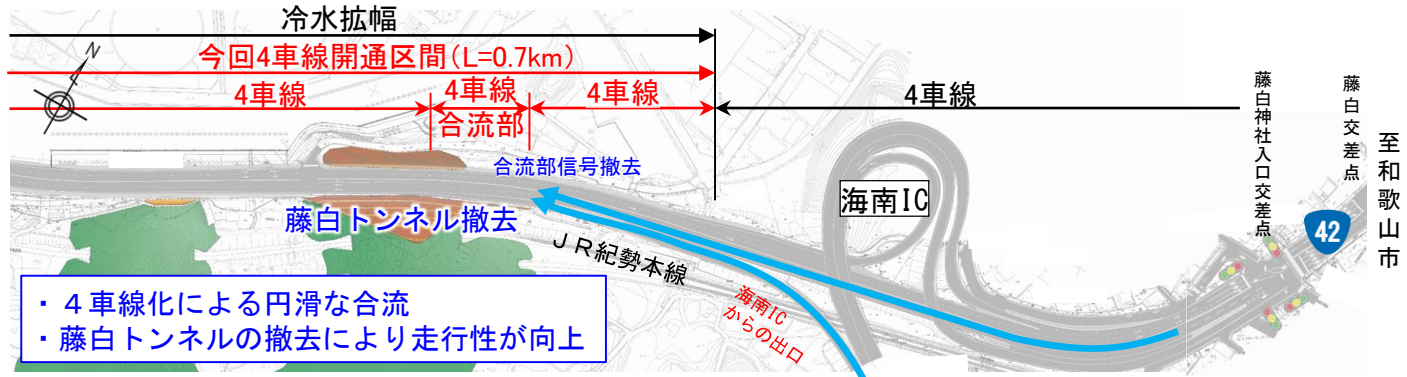 冷水拡幅
今回4車線開通区間(L=0.7km)
4車線
4車線
合流部
4車線
4車線
N
合流部信号撤去
藤白トンネル撤去
JR紀勢本線
海南IC
からの出口
海南IC
藤白神社入口交差点
藤白交差点
42
至和歌山市
・４車線化による円滑な合流
・藤白トンネルの撤去により走行性が向上